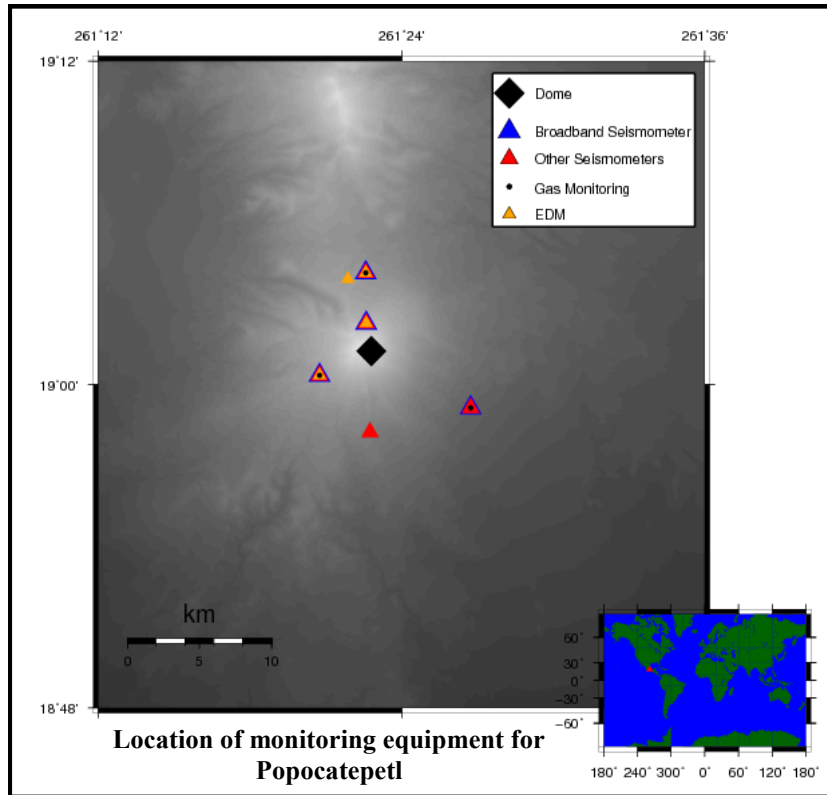 261˚12' 261˚24' 261˚36'
19˚12'
Dome
Broadband Seismometer
Other Seismometers
Gas Monitoring
EDM
19˚00'
km
0 5 10
18˚48'
Location of monitoring equipment for
Popocatepetl
60˚
30˚
0˚
−30˚
−60˚
180˚ 240˚ 300˚ 0˚ 60˚ 120˚ 180˚